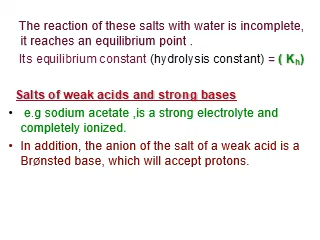 The reaction of these salts with water is incomplete,
it reaches an equilibrium point .
Its equilibrium constant (hydrolysis constant) = ( Kh)
Salts of weak acids and strong bases
• e.g sodium acetate ,is a strong electrolyte and
completely ionized.
• In addition, the anion of the salt of a weak acid is a
Brønsted base, which will accept protons.